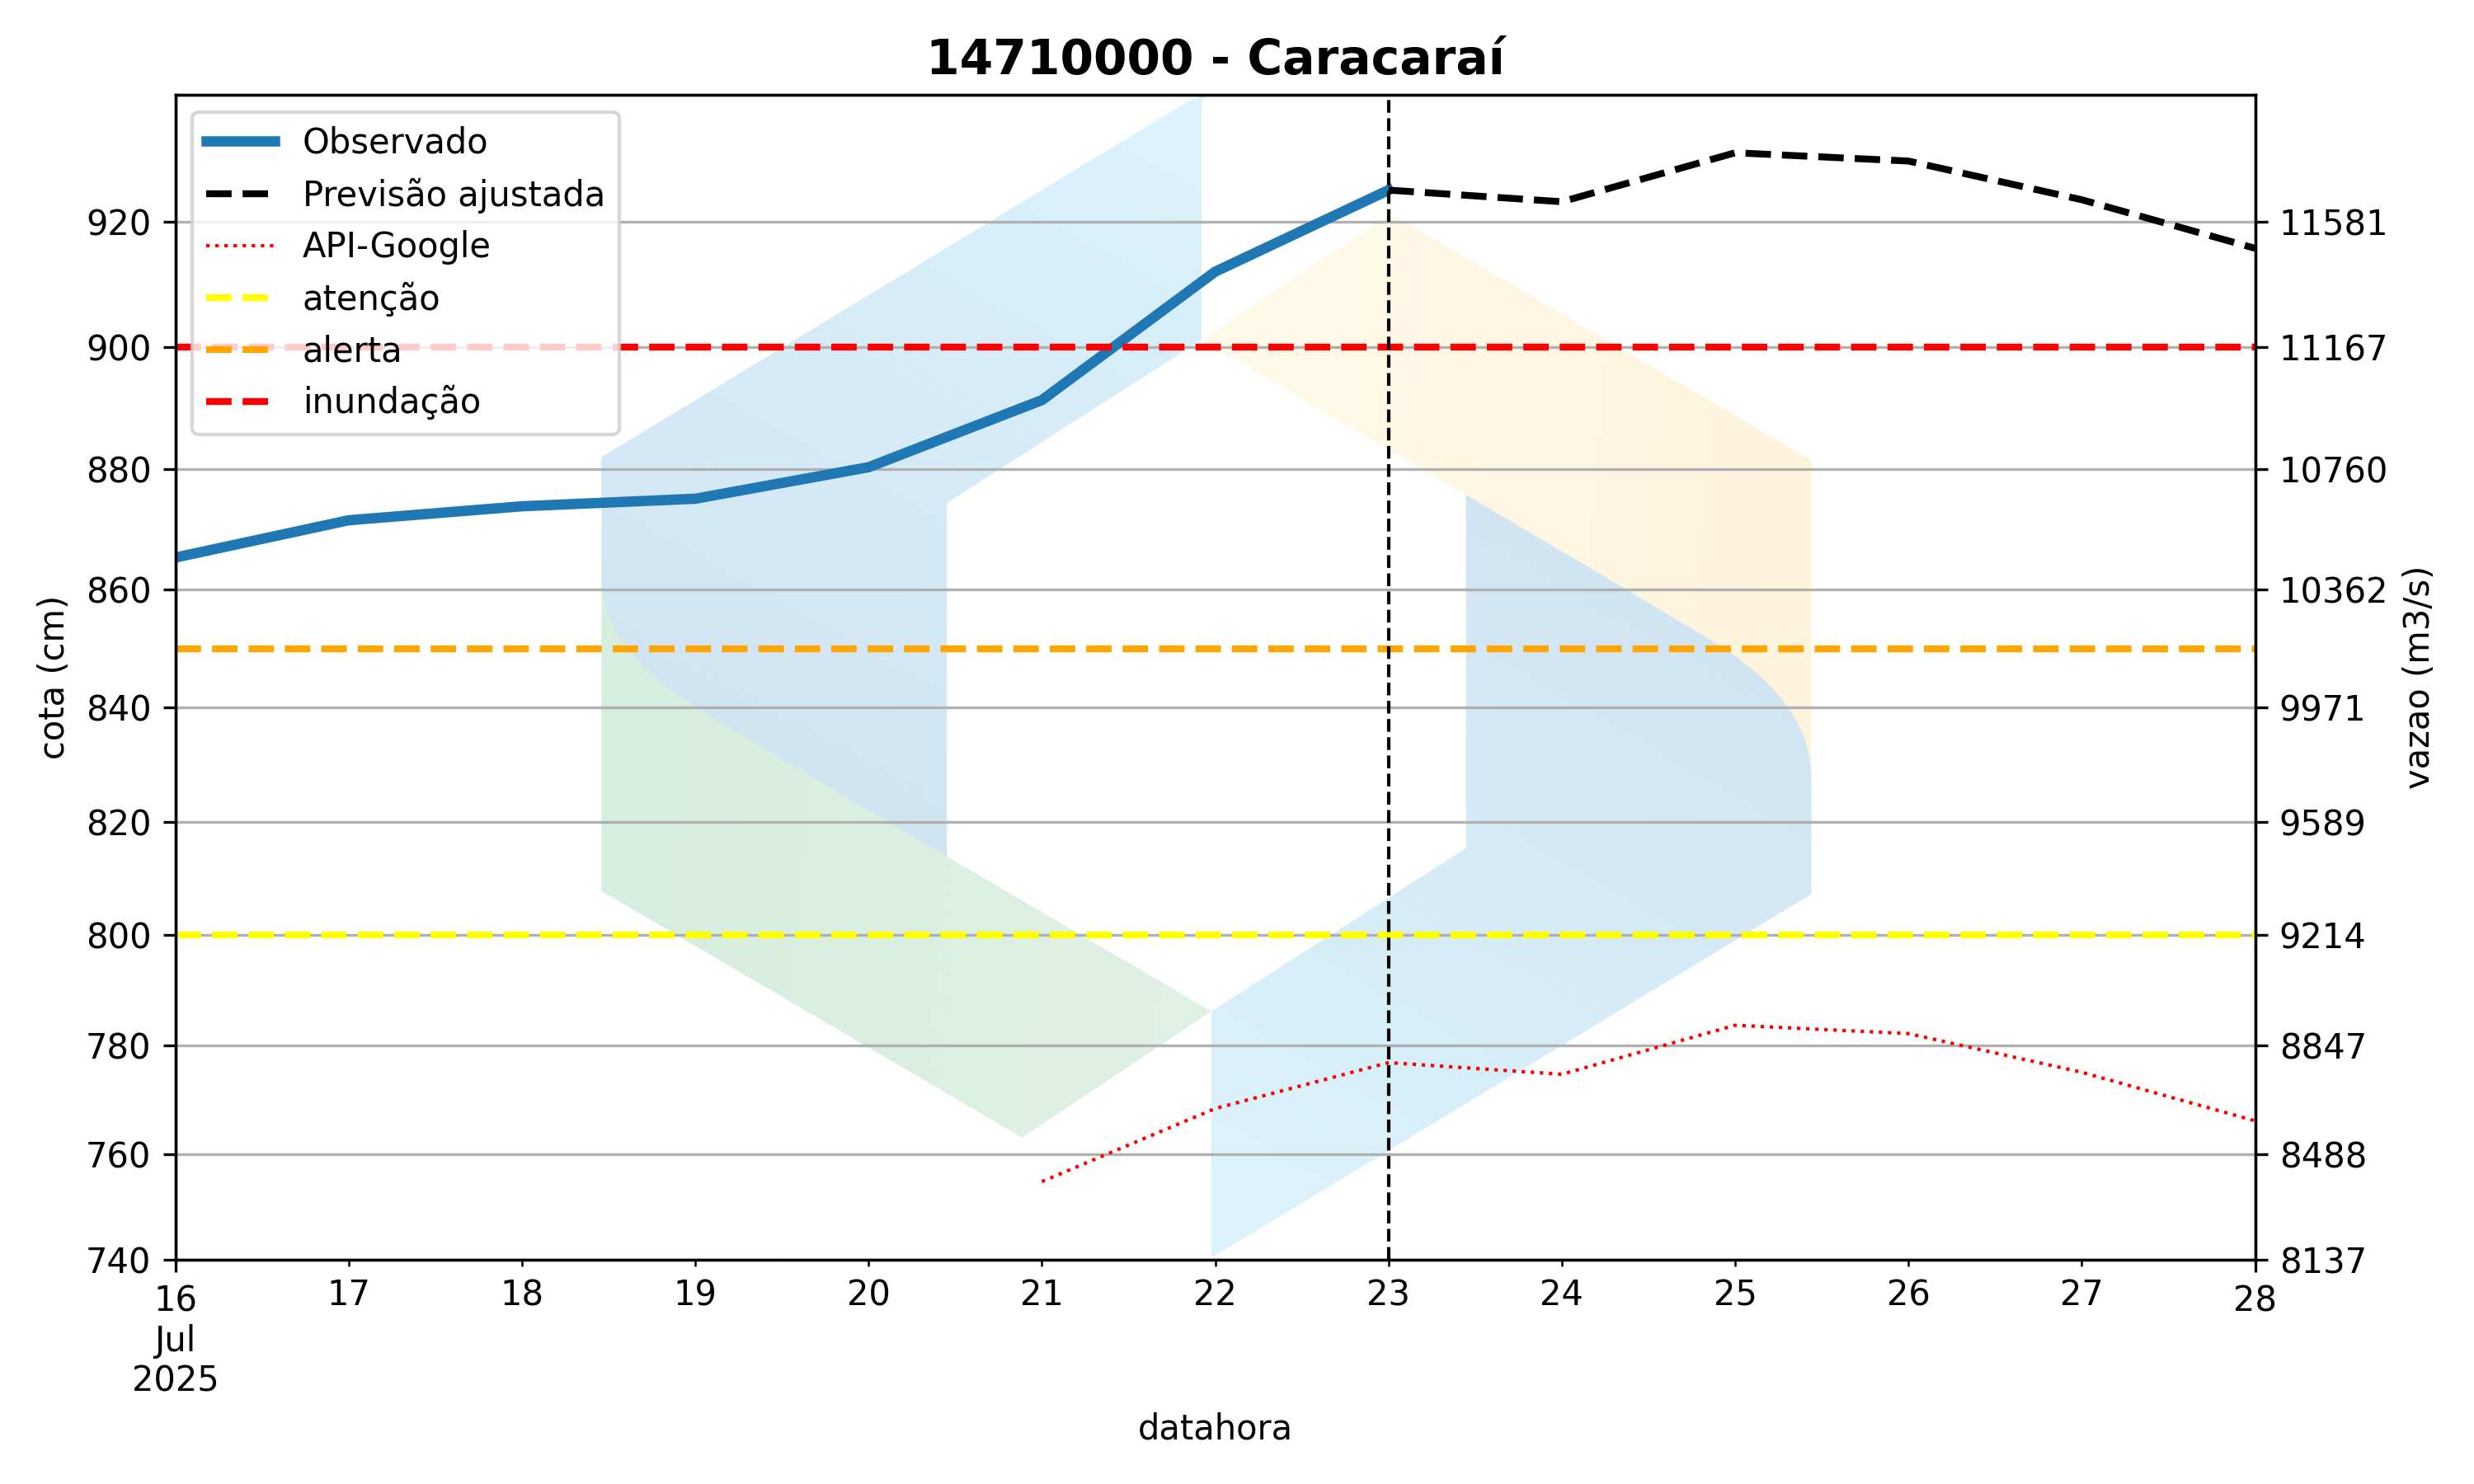 14710000 - Caracaraí
Observado
Previsão ajustada
API-Google
atenção
alerta
inundação
cota (cm)
920
900
880
860
840
820
800
780
760
740
11581
11167
10760
10362
9971
9589
9214
8847
8488
8137
vazao (m3/s)
16 17 18 19 20 21 22 23 24 25 26 27 28
Jul
2025
datahora